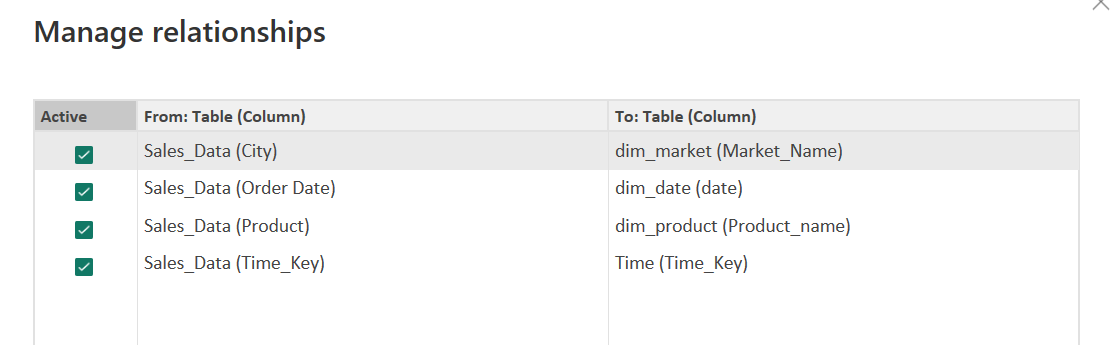 Manage relationships
Active From: Table (Column) To: Table (Column)
Sales_Data (City) dim_market (Market_Name)
Sales_Data (Order Date) dim_date (date)
Sales_Data (Product) dim_product (Product_name)
Sales_Data (Time_Key) Time (Time_Key)